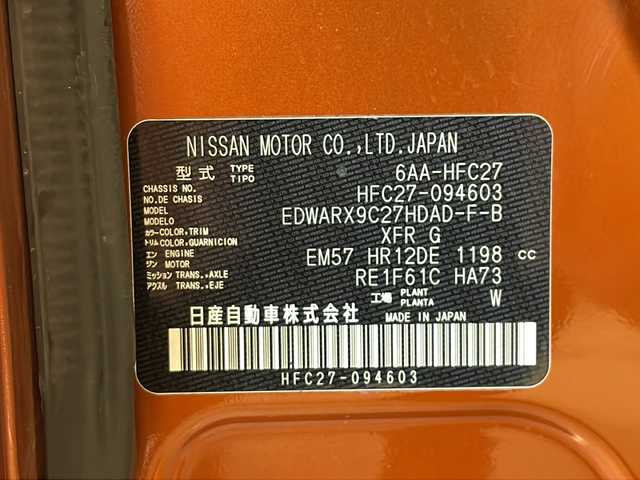 NISSAN MOTOR CO.,LTD.JAPAN
型式 TYPE TIPO 6AA-HFC27
CHASSIS NO. NO.DE CHASIS HFC27-094603
MODEL MODELO EDWARX9C27HDAD-F-B
カラー COLOR,TRIM トリム COLOR,GUARNICION XFR G
エン ENGINE ジン MOTOR EM57 HR12DE 1198 cc
ミッション TRANS.,AXLE アクスル TRANS.,EJE RE1F61C HA73
工場 PLANT PLANTA W
日産自動車株式会社 MADE IN JAPAN
HFC27-094603